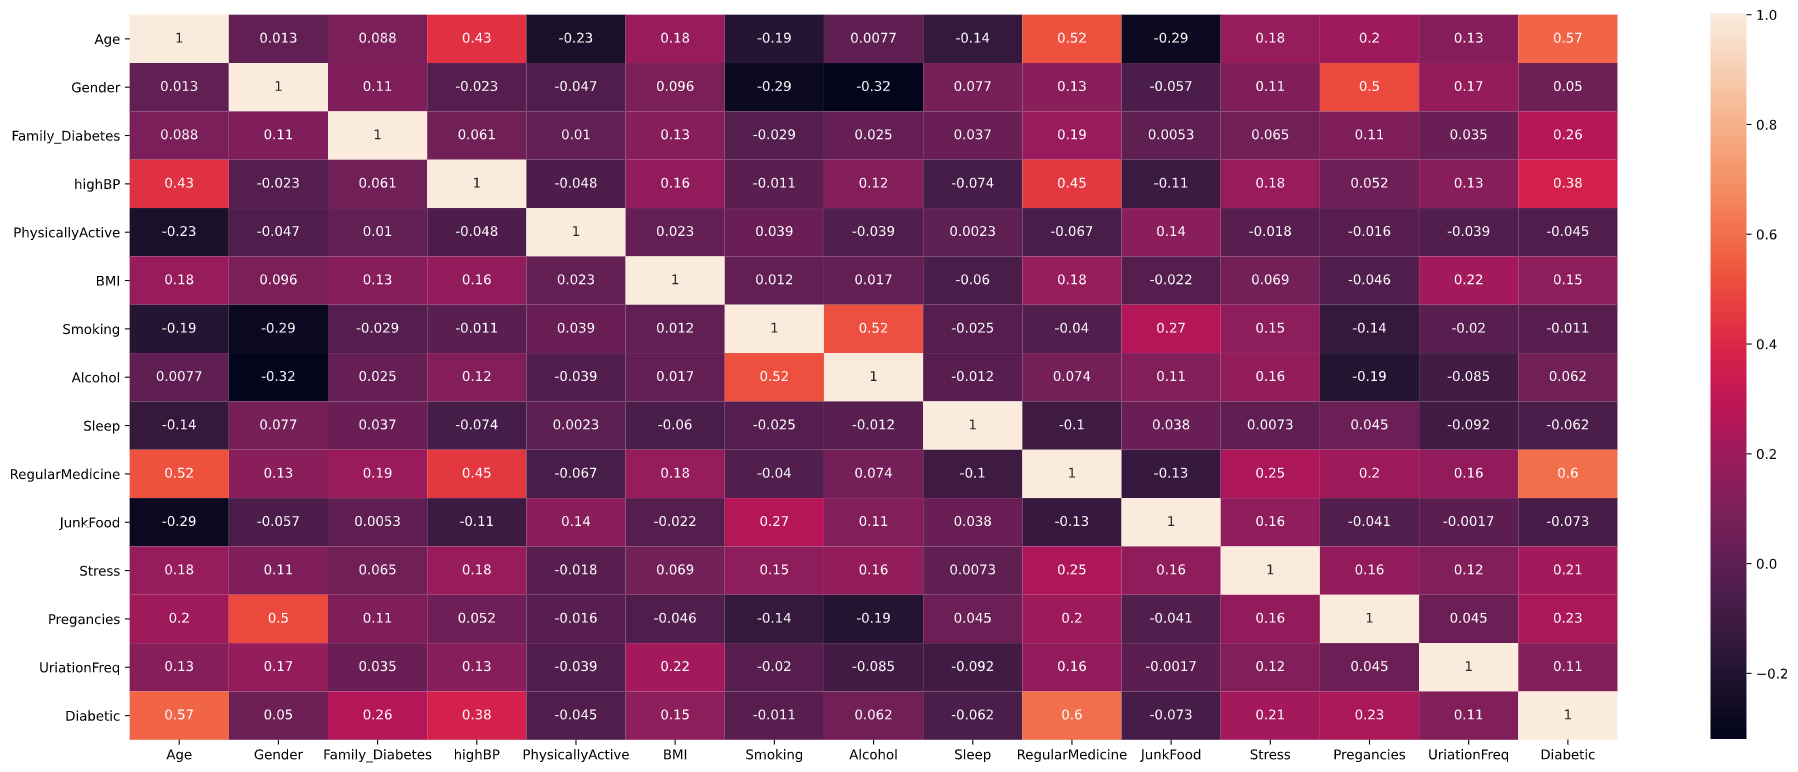 Age 1 0.013 0.088 0.43 -0.23 0.18 -0.19 0.0077 -0.14 0.52 -0.29 0.18 0.2 0.13 0.57
Gender 0.013 1 0.11 -0.023 -0.047 0.096 -0.29 -0.32 0.077 0.13 -0.057 0.11 0.5 0.17 0.05
Family_Diabetes 0.088 0.11 1 0.061 0.01 0.13 -0.029 0.025 0.037 0.19 0.0053 0.065 0.11 0.035 0.26
highBP 0.43 -0.023 0.061 1 -0.048 0.16 -0.011 0.12 -0.074 0.45 -0.11 0.18 0.052 0.13 0.38
PhysicallyActive -0.23 -0.047 0.01 -0.048 1 0.023 0.039 -0.039 0.0023 -0.067 0.14 -0.018 -0.016 -0.039 -0.045
BMI 0.18 0.096 0.13 0.16 0.023 1 0.012 0.017 -0.06 0.18 -0.022 0.069 -0.046 0.22 0.15
Smoking -0.19 -0.29 -0.029 -0.011 0.039 0.012 1 0.52 -0.025 -0.04 0.27 0.15 -0.14 -0.02 -0.011
Alcohol 0.0077 -0.32 0.025 0.12 -0.039 0.017 0.52 1 -0.012 0.074 0.11 0.16 -0.19 -0.085 0.062
Sleep -0.14 0.077 0.037 -0.074 0.0023 -0.06 -0.025 -0.012 1 -0.1 0.038 0.0073 0.045 -0.092 -0.062
RegularMedicine 0.52 0.13 0.19 0.45 -0.067 0.18 -0.04 0.074 -0.1 1 -0.13 0.25 0.2 0.16 0.6
JunkFood -0.29 -0.057 0.0053 -0.11 0.14 -0.022 0.27 0.11 0.038 -0.13 1 0.16 -0.041 -0.0017 -0.073
Stress 0.18 0.11 0.065 0.18 -0.018 0.069 0.15 0.16 0.0073 0.25 0.16 1 0.16 0.12 0.21
Pregancies 0.2 0.5 0.11 0.052 -0.016 -0.046 -0.14 -0.19 0.045 0.2 -0.041 0.16 1 0.045 0.23
UriationFreq 0.13 0.17 0.035 0.13 -0.039 0.22 -0.02 -0.085 -0.092 0.16 -0.0017 0.12 0.045 1 0.11
Diabetic 0.57 0.05 0.26 0.38 -0.045 0.15 -0.011 0.062 -0.062 0.6 -0.073 0.21 0.23 0.11 1
Age Gender Family_Diabetes highBP PhysicallyActive BMI Smoking Alcohol Sleep RegularMedicine JunkFood Stress Pregancies UriationFreq Diabetic
1.0
0.8
0.6
0.4
0.2
0.0
−0.2